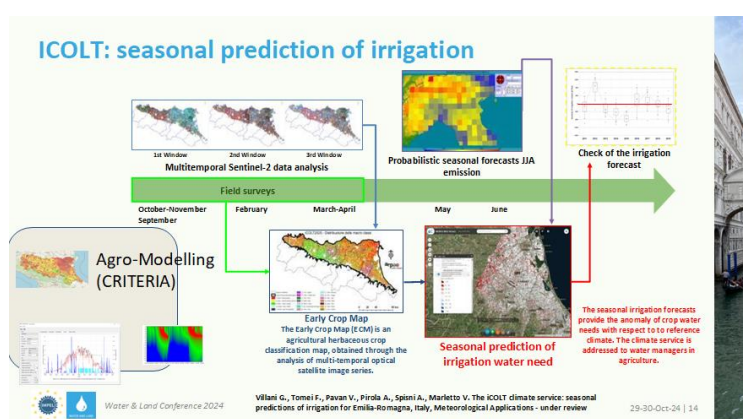 ICOLT: seasonal prediction of irrigation
1st Window
2nd Window
3rd Window
Multitemporal Sentinel-2 data analysis
Probabilistic seasonal forecasts JJA
emission
Check of the irrigation
forecast
Field surveys
October-November
September
February
March-April
May
June
Agro-Modelling
(CRITERIA)
Early Crop Map
The Early Crop Map (ECM) is an
agricultural herbaceous crop
classification map, obtained through the
analysis of multi-temporal optical
satellite image series.
Seasonal prediction of
irrigation water need
The seasonal irrigation forecasts
provide the anomaly of crop water
needs with respect to to reference
climate. The climate service is
addressed to water managers in
agriculture.
Water & Land Conference 2024
Villani G., Tomei F., Pavan V., Pirola A., Spisni A., Marletto V. The iCOLT climate service: seasonal
predictions of irrigation for Emilia-Romagna, Italy, Meteorological Applications - under review
29-30-Oct-24 | 14